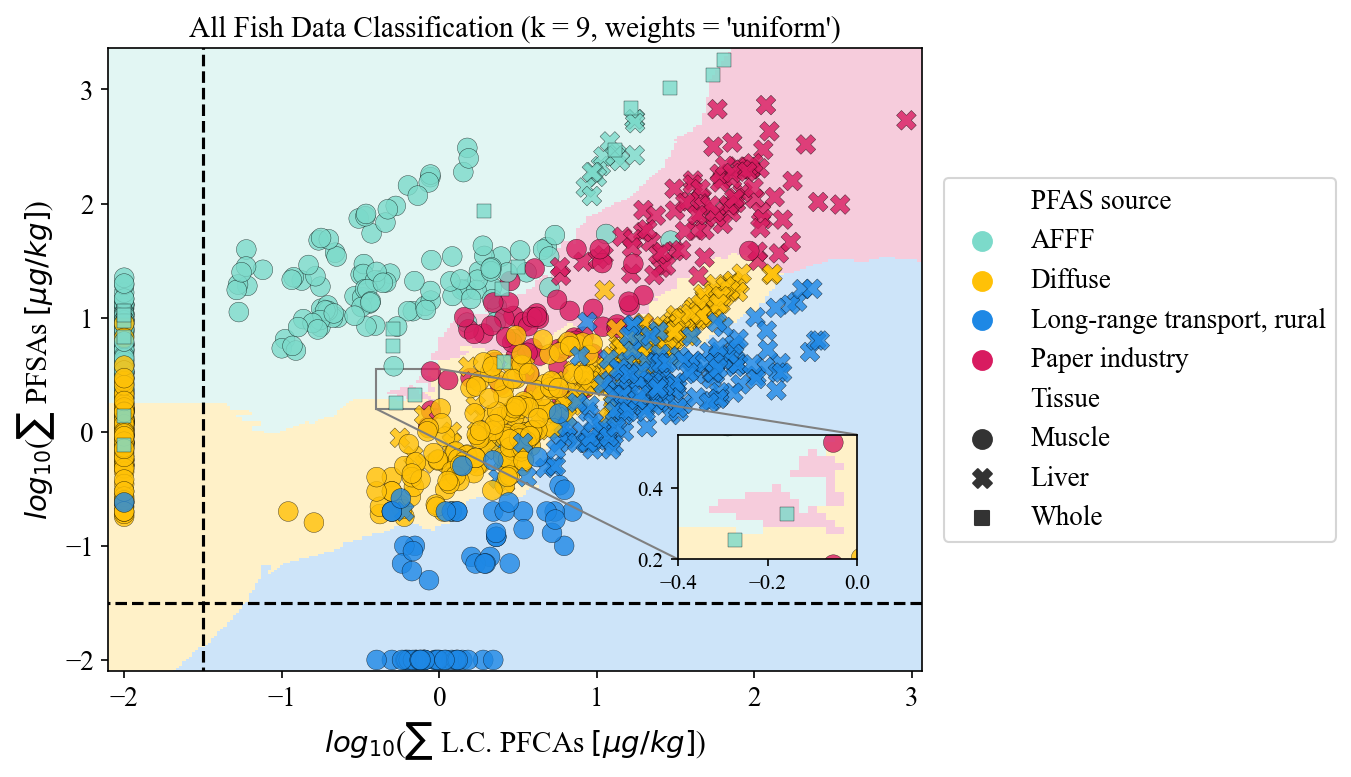 All Fish Data Classification (k = 9, weights = 'uniform')
log10(∑ PFSAs [μg/kg])
3
2
1
0
−1
−2
−2 −1 0 1 2 3
log10(∑ L.C. PFCAs [μg/kg])
0.4
0.2
−0.4 −0.2 0.0
PFAS source
AFFF
Diffuse
Long-range transport, rural
Paper industry
Tissue
Muscle
Liver
Whole